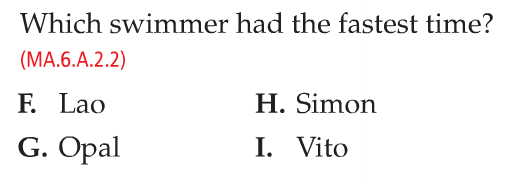 Which swimmer had the fastest time?
(MA.6.A.2.2)
F. Lao H. Simon
G. Opal I. Vito